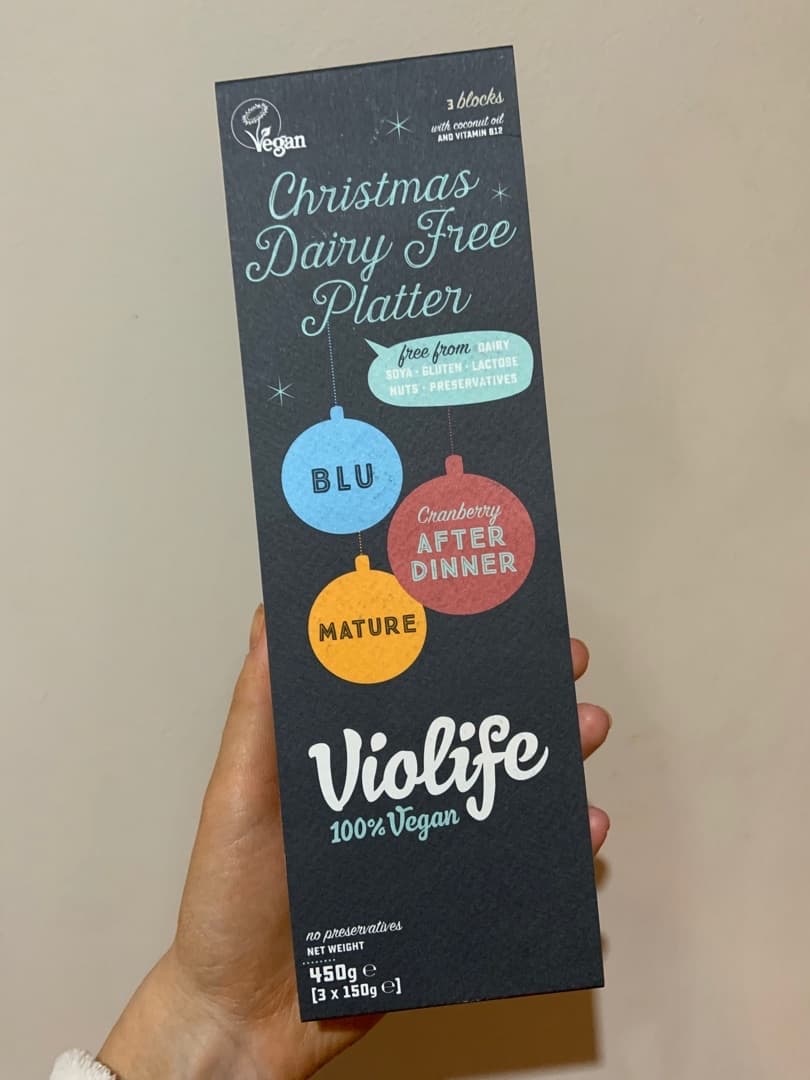 Vegan
3 blocks
with coconut oil
AND VITAMIN B12
Christmas
Dairy Free
Platter
free from DAIRY
SOYA · GLUTEN · LACTOSE
NUTS · PRESERVATIVES
BLU
Cranberry
AFTER
DINNER
MATURE
Violife
100% Vegan
no preservatives
NET WEIGHT
450g ℮
[3 x 150g ℮]